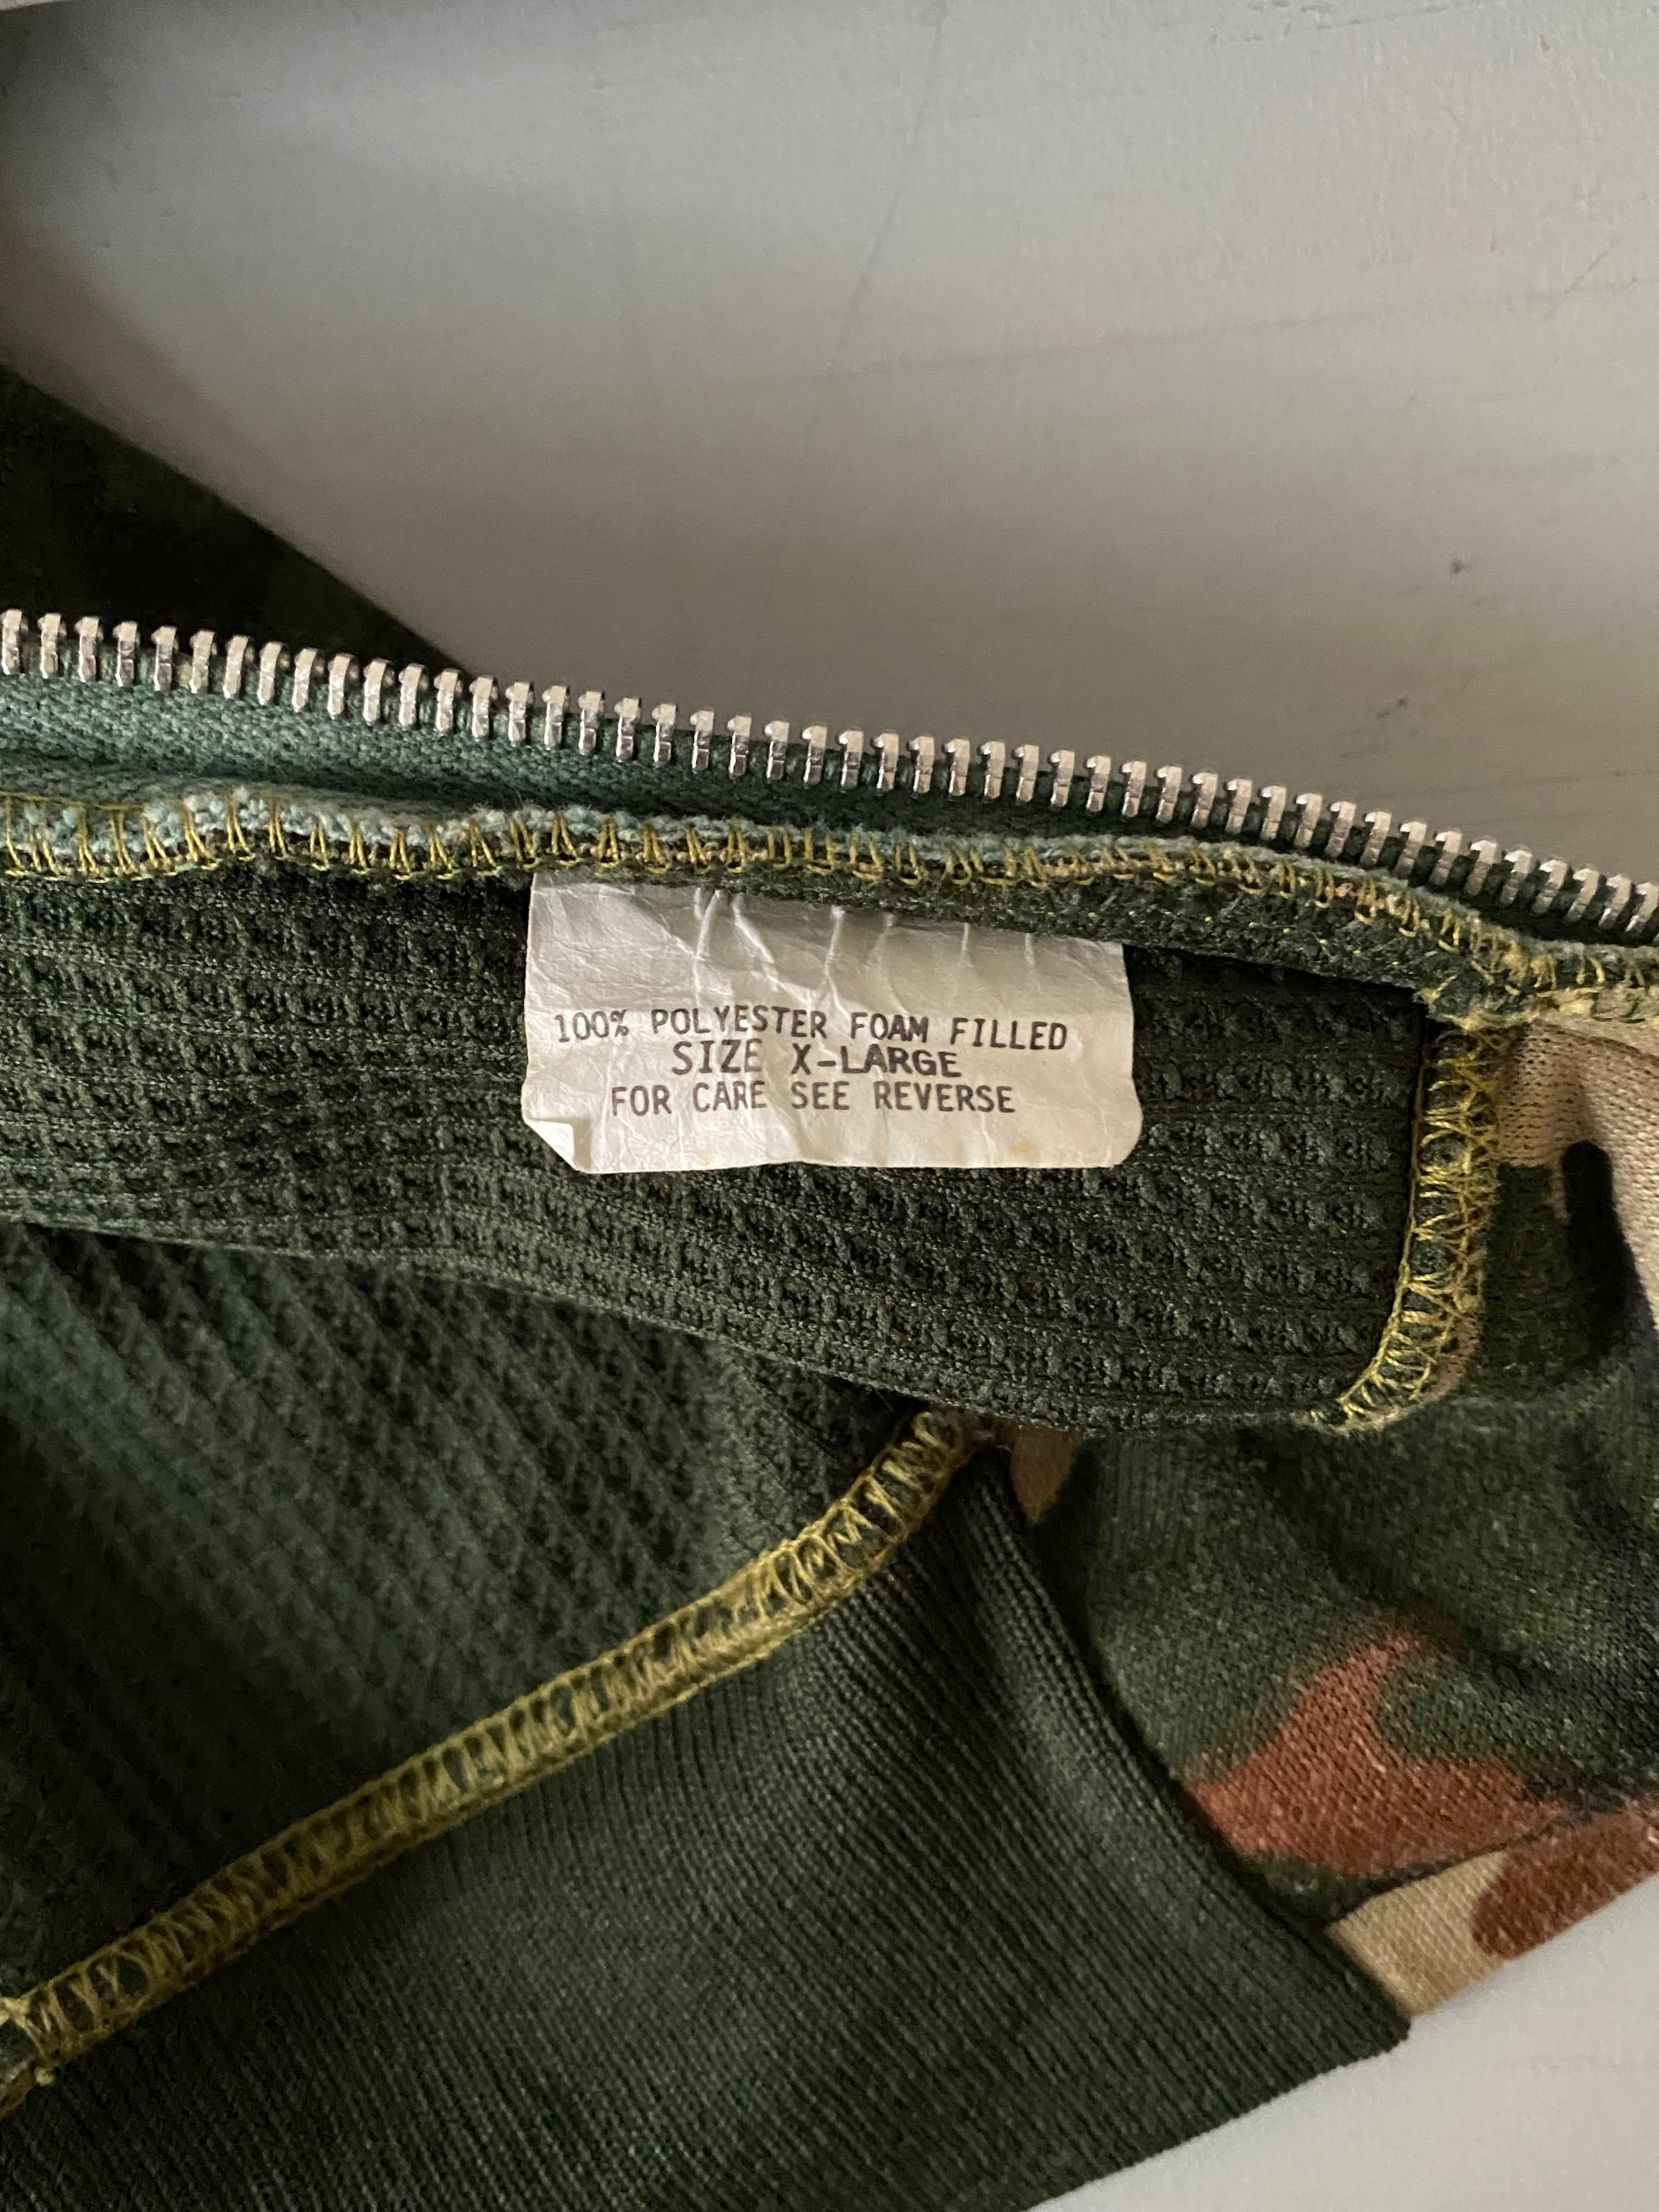 100% POLYESTER FOAM FILLED
SIZE X-LARGE
FOR CARE SEE REVERSE